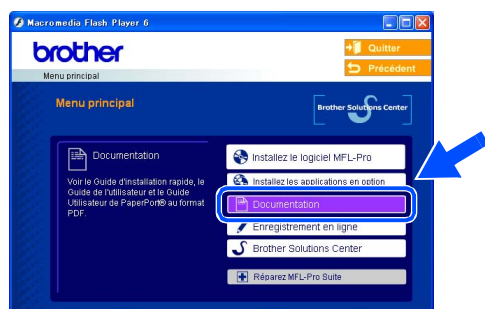 Macromedia Flash Player 6
brother
Quitter
Menu principal
Précédent
Menu principal
Brother Solutions Center
Documentation
Voir le Guide d'installation rapide, le
Guide de l'utilisateur et le Guide
Utilisateur de PaperPort® au format
PDF.
Installez le logiciel MFL-Pro
Installez les applications en option
Documentation
Enregistrement en ligne
Brother Solutions Center
Réparez MFL-Pro Suite